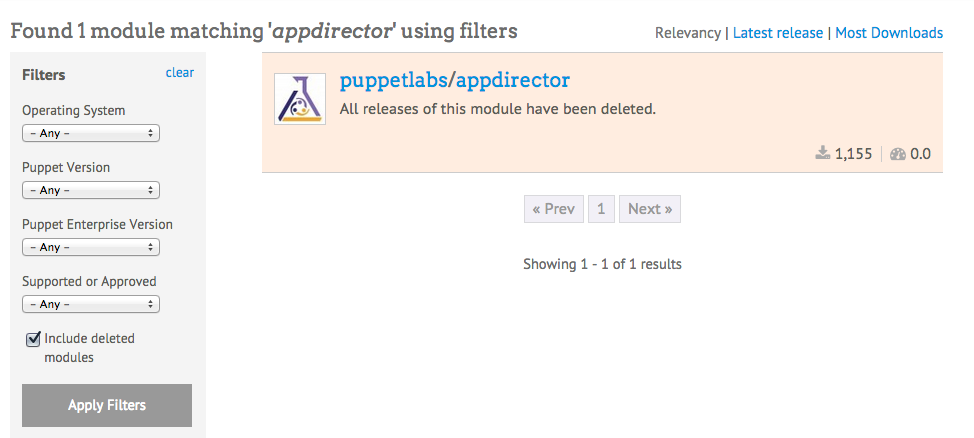 Found 1 module matching 'appdirector' using filters
Relevancy | Latest release | Most Downloads
Filters
clear
Operating System
– Any –
Puppet Version
– Any –
Puppet Enterprise Version
– Any –
Supported or Approved
– Any –
Include deleted
modules
Apply Filters
puppetlabs/appdirector
All releases of this module have been deleted.
1,155 | 0.0
« Prev 1 Next »
Showing 1 - 1 of 1 results